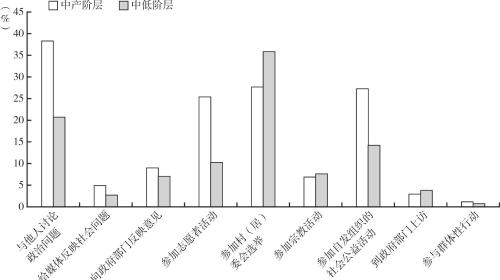 中产阶层 中低阶层
（%）
45
40
35
30
25
20
15
10
5
0
与他人讨论
政治问题
给媒体反映社会问题
向政府部门反映意见
参加志愿者活动
参加村（居）
委会选举
参加宗教活动
参加自发组织的
社会公益活动
到政府部门上访
参与群体性行动